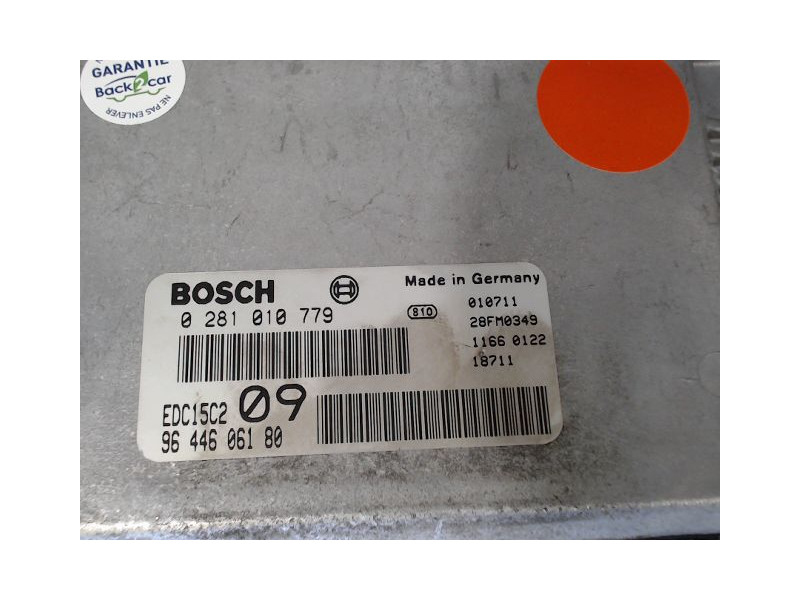 GARANTIE
Back2car
NE PAS ENLEVER
BOSCH
Made in Germany
0 281 010 779
810
010711
28FM0349
1166 0122
18711
EDC15C2 09
96 446 061 80